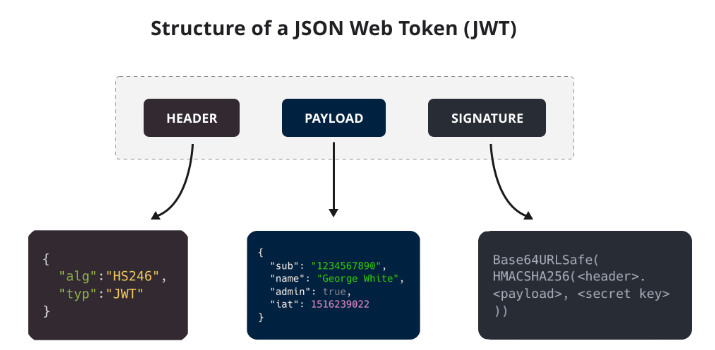 Structure of a JSON Web Token (JWT)
HEADER
PAYLOAD
SIGNATURE
{
"alg":"HS246",
"typ":"JWT"
}
{
"sub": "1234567890",
"name": "George White",
"admin": true,
"iat": 1516239022
}
Base64URLSafe(
HMACSHA256(<header>.
<payload>, <secret key>
))